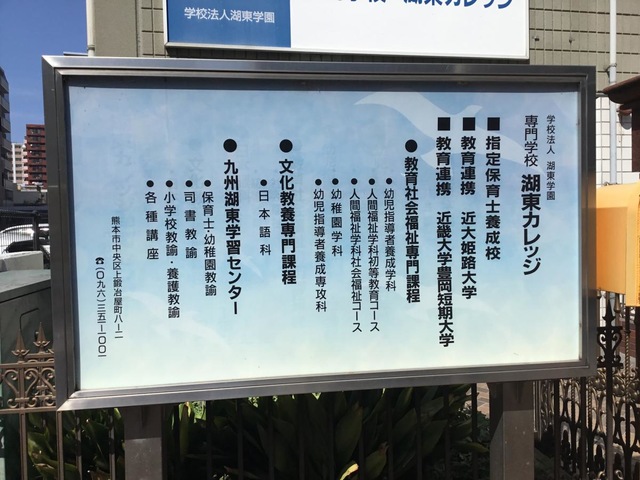 学校法人湖東学園
湖東カレッジ
学校法人 湖東学園
専門学校 湖東カレッジ
■指定保育士養成校
■教育連携 近大姫路大学
■教育連携 近畿大学豊岡短期大学
●教育社会福祉専門課程
●幼児指導者養成学科
●人間福祉学科初等教育コース
●人間福祉学科社会福祉コース
●幼稚園学科
●幼児指導者養成専攻科
●文化教養専門課程
●日本語科
●九州湖東学習センター
●保育士・幼稚園教諭
●司書教諭
●小学校教諭・養護教諭
●各種講座
熊本市中央区上鍛冶屋町八-二
☎(〇九六)三五一-一〇〇一